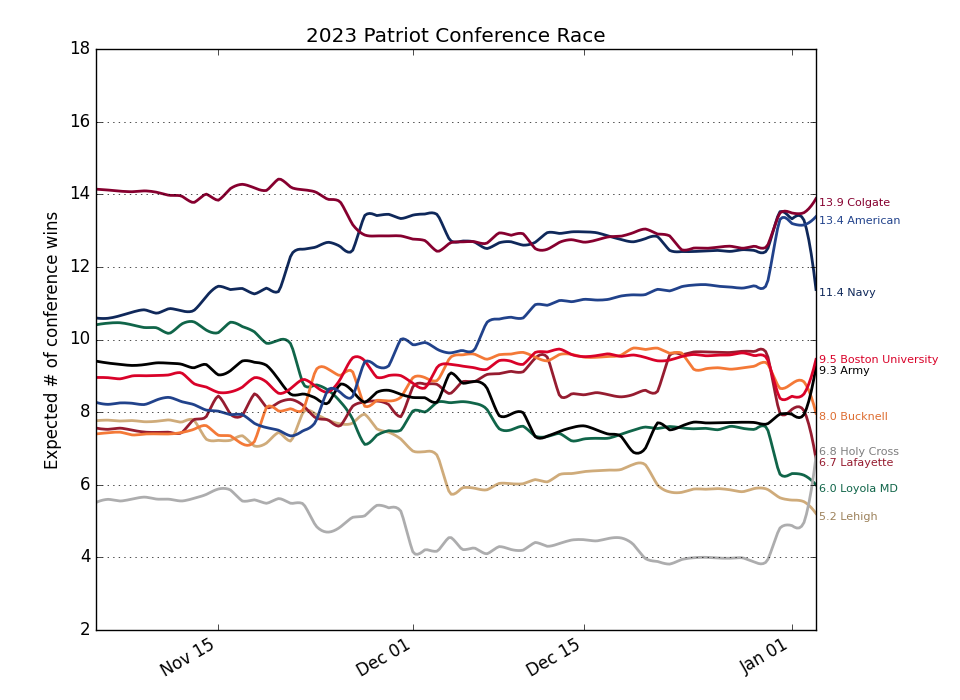 2023 Patriot Conference Race
Expected # of conference wins
18
16
14
12
10
8
6
4
2
Nov 15
Dec 01
Dec 15
Jan 01
13.9 Colgate
13.4 American
11.4 Navy
9.5 Boston University
9.3 Army
8.0 Bucknell
6.8 Holy Cross
6.7 Lafayette
6.0 Loyola MD
5.2 Lehigh